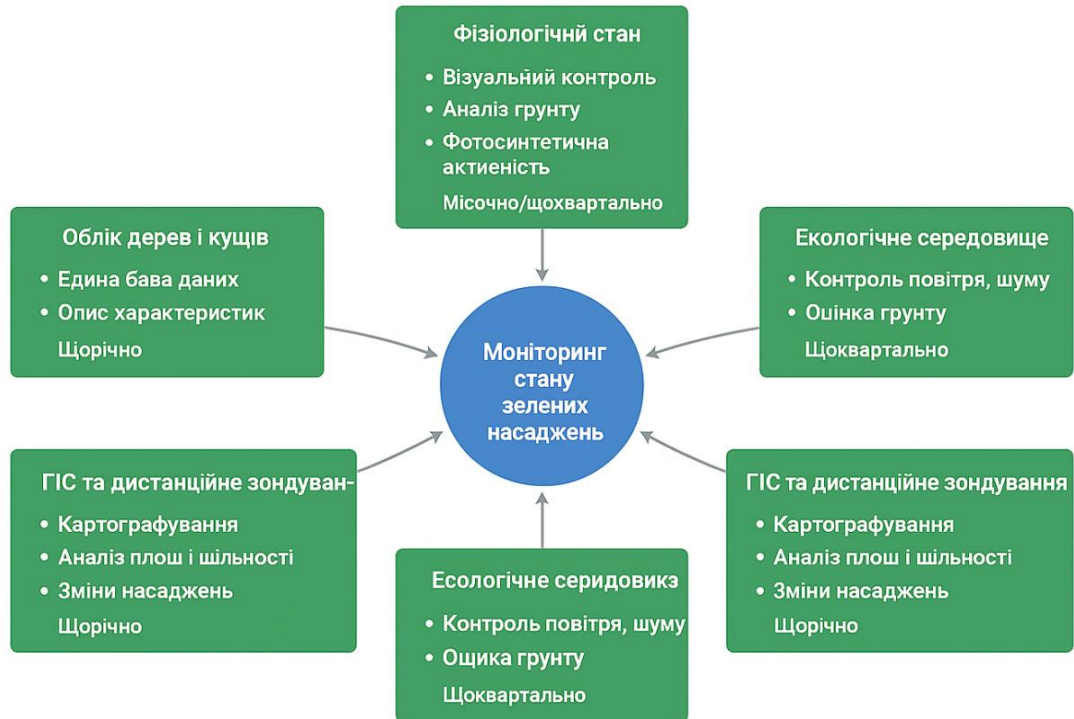 Фізіологічнй стан
• Візуальний контроль
• Аналіз грунту
• Фотосинтетична
актиеність
Місочно/щохвартально
Облік дерев і кущів
• Едина бава даних
• Опис характеристик
Щорічно
Екологічне середовище
• Контроль повітря, шуму
• Оцінка грунту
Щоквартально
Моніторинг
стану
зелених
насаджень
ГІС та дистанційне зондуван-
• Картографування
• Аналіз площ і шільності
• Зміни насаджень
Щорічно
Есологічне серидовикз
• Контроль повітря, шуму
• Ощика грунту
Щоквартально
ГІС та дистанційне зондування
• Картографування
• Аналіз площ і шільності
• Зміни насаджень
Щорічно